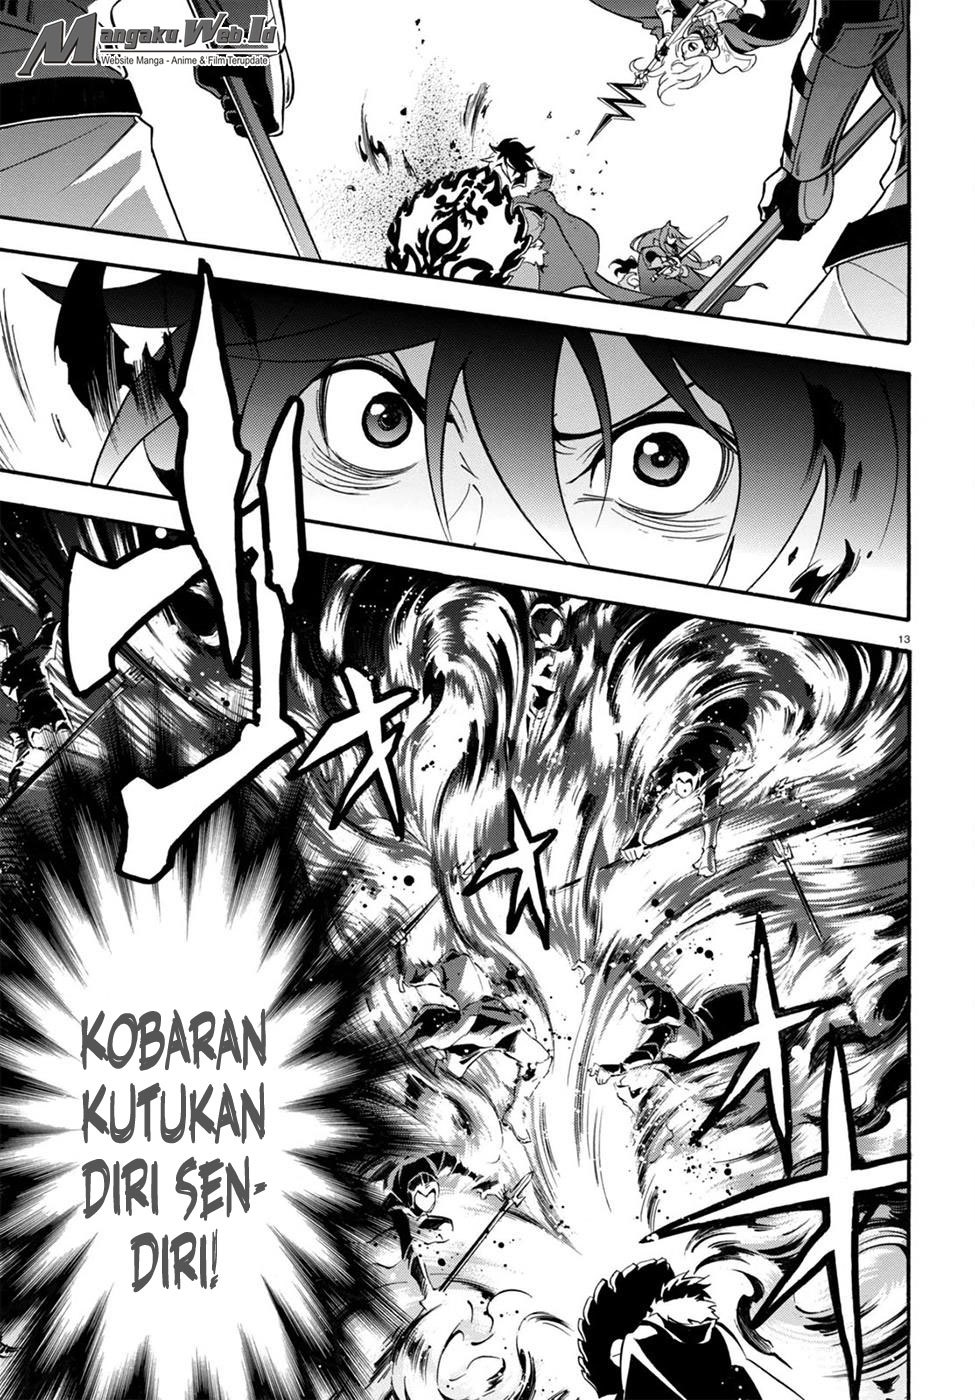 Mangaku.Web.Id
Website Manga - Anime & Film Terupdate
13
KOBARAN
KUTUKAN
DIRI SEN-
DIRI!